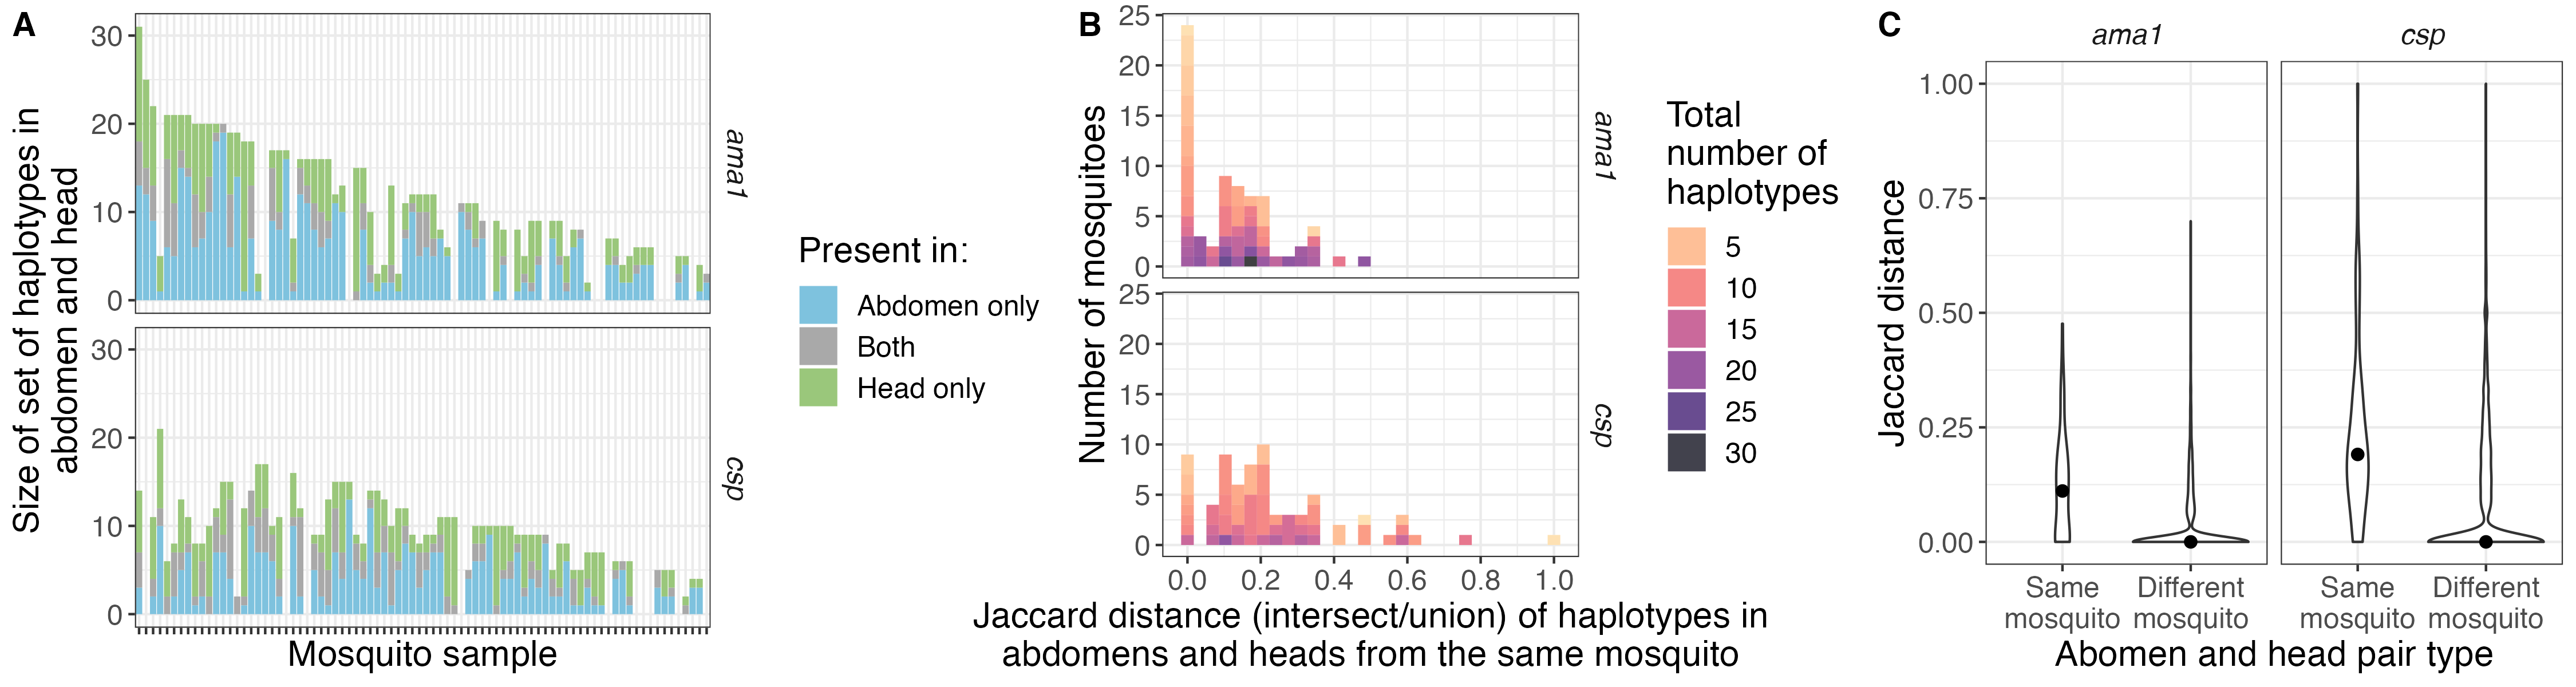 A
Size of set of haplotypes in
abdomen and head
30
20
10
0
ama1
30
20
10
0
csp
Mosquito sample
Present in:
Abdomen only
Both
Head only
B
Number of mosquitoes
25
20
15
10
5
0
ama1
25
20
15
10
5
0
csp
0.0 0.2 0.4 0.6 0.8 1.0
Jaccard distance (intersect/union) of haplotypes in
abdomens and heads from the same mosquito
Total
number of
haplotypes
5
10
15
20
25
30
C
ama1 csp
Jaccard distance
1.00
0.75
0.50
0.25
0.00
Same Different Same Different
mosquito mosquito mosquito mosquito
Abomen and head pair type